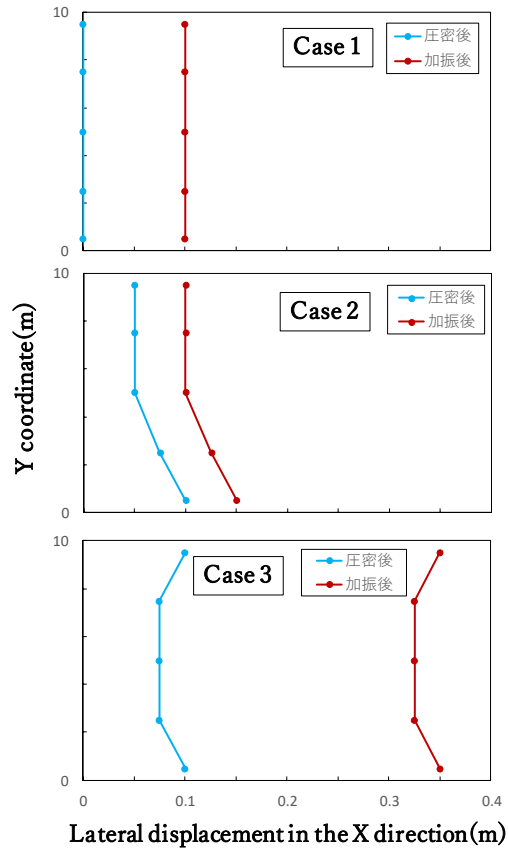 10
Case 1
圧密後
加振後
0
10
Case 2
圧密後
加振後
0
Y coordinate(m)
10
Case 3
圧密後
加振後
0
0 0.1 0.2 0.3 0.4
Lateral displacement in the X direction(m)